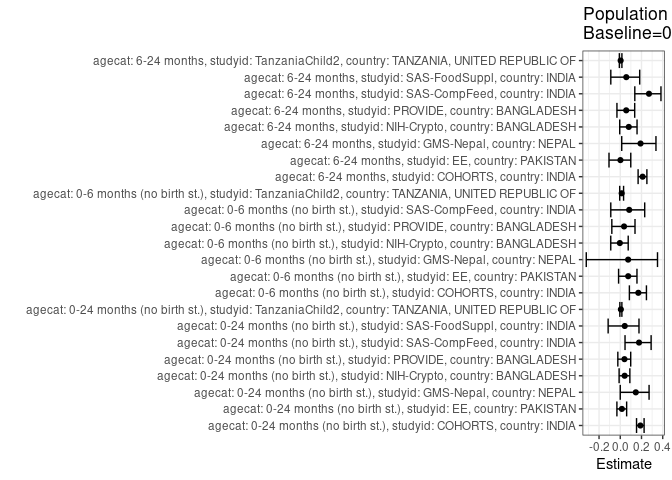 Population
Baseline=0
agecat: 6-24 months, studyid: TanzaniaChild2, country: TANZANIA, UNITED REPUBLIC OF
agecat: 6-24 months, studyid: SAS-FoodSuppl, country: INDIA
agecat: 6-24 months, studyid: SAS-CompFeed, country: INDIA
agecat: 6-24 months, studyid: PROVIDE, country: BANGLADESH
agecat: 6-24 months, studyid: NIH-Crypto, country: BANGLADESH
agecat: 6-24 months, studyid: GMS-Nepal, country: NEPAL
agecat: 6-24 months, studyid: EE, country: PAKISTAN
agecat: 6-24 months, studyid: COHORTS, country: INDIA
agecat: 0-6 months (no birth st.), studyid: TanzaniaChild2, country: TANZANIA, UNITED REPUBLIC OF
agecat: 0-6 months (no birth st.), studyid: SAS-CompFeed, country: INDIA
agecat: 0-6 months (no birth st.), studyid: PROVIDE, country: BANGLADESH
agecat: 0-6 months (no birth st.), studyid: NIH-Crypto, country: BANGLADESH
agecat: 0-6 months (no birth st.), studyid: GMS-Nepal, country: NEPAL
agecat: 0-6 months (no birth st.), studyid: EE, country: PAKISTAN
agecat: 0-6 months (no birth st.), studyid: COHORTS, country: INDIA
agecat: 0-24 months (no birth st.), studyid: TanzaniaChild2, country: TANZANIA, UNITED REPUBLIC OF
agecat: 0-24 months (no birth st.), studyid: SAS-FoodSuppl, country: INDIA
agecat: 0-24 months (no birth st.), studyid: SAS-CompFeed, country: INDIA
agecat: 0-24 months (no birth st.), studyid: PROVIDE, country: BANGLADESH
agecat: 0-24 months (no birth st.), studyid: NIH-Crypto, country: BANGLADESH
agecat: 0-24 months (no birth st.), studyid: GMS-Nepal, country: NEPAL
agecat: 0-24 months (no birth st.), studyid: EE, country: PAKISTAN
agecat: 0-24 months (no birth st.), studyid: COHORTS, country: INDIA
-0.2 0.0 0.2 0.4
Estimate